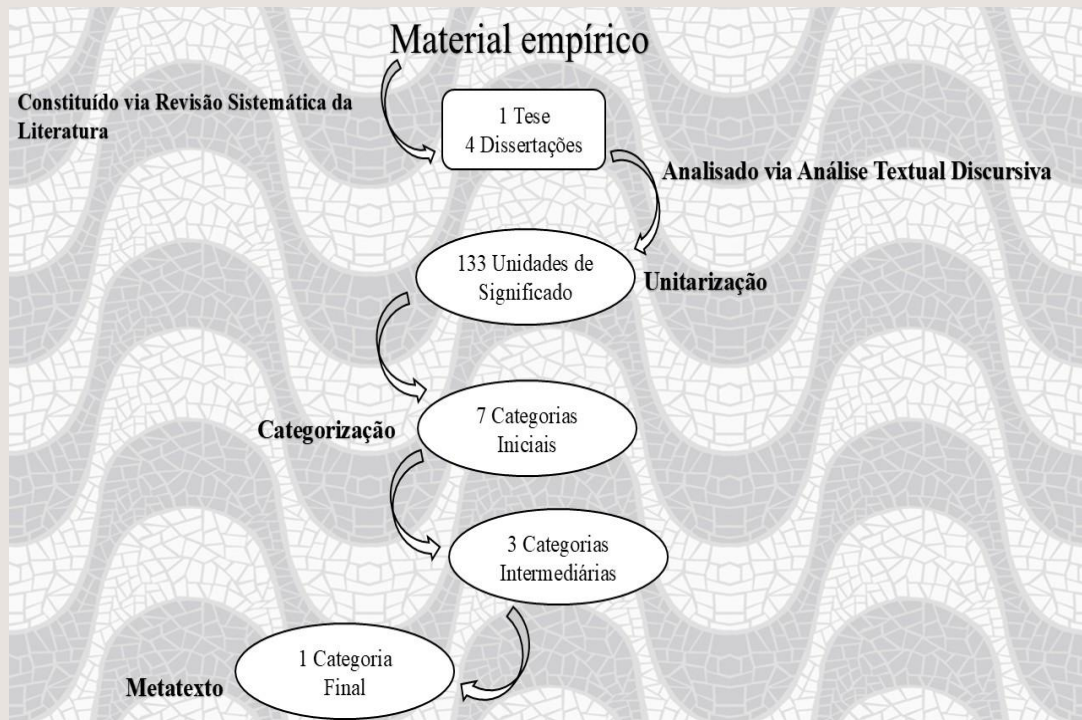 Material empírico
Constituído via Revisão Sistemática da
Literatura
1 Tese
4 Dissertações
Analisado via Análise Textual Discursiva
133 Unidades de
Significado
Unitarização
7 Categorias
Iniciais
Categorização
3 Categorias
Intermediárias
1 Categoria
Final
Metatexto